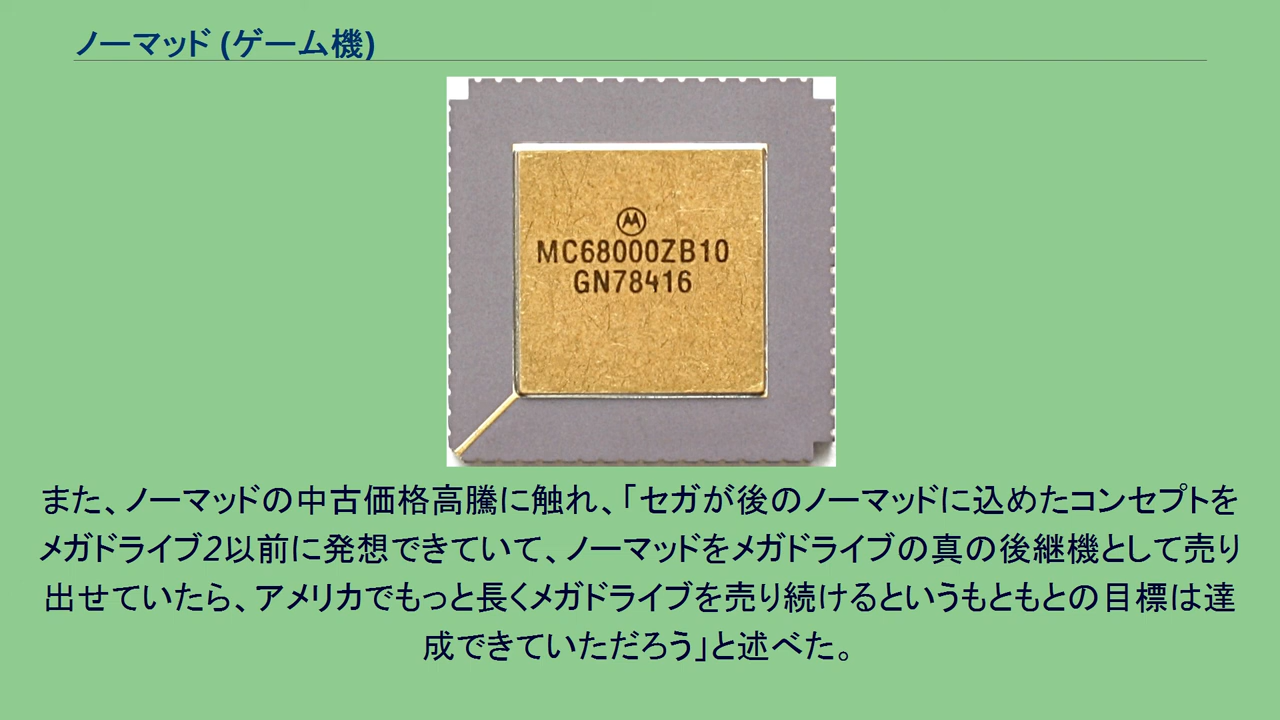 ノーマッド (ゲーム機)
MC68000ZB10
GN78416
また、ノーマッドの中古価格高騰に触れ、「セガが後のノーマッドに込めたコンセプトを
メガドライブ2以前に発想できていて、ノーマッドをメガドライブの真の後継機として売り
出せていたら、アメリカでもっと長くメガドライブを売り続けるというもともとの目標は達
成できていただろう」と述べた。